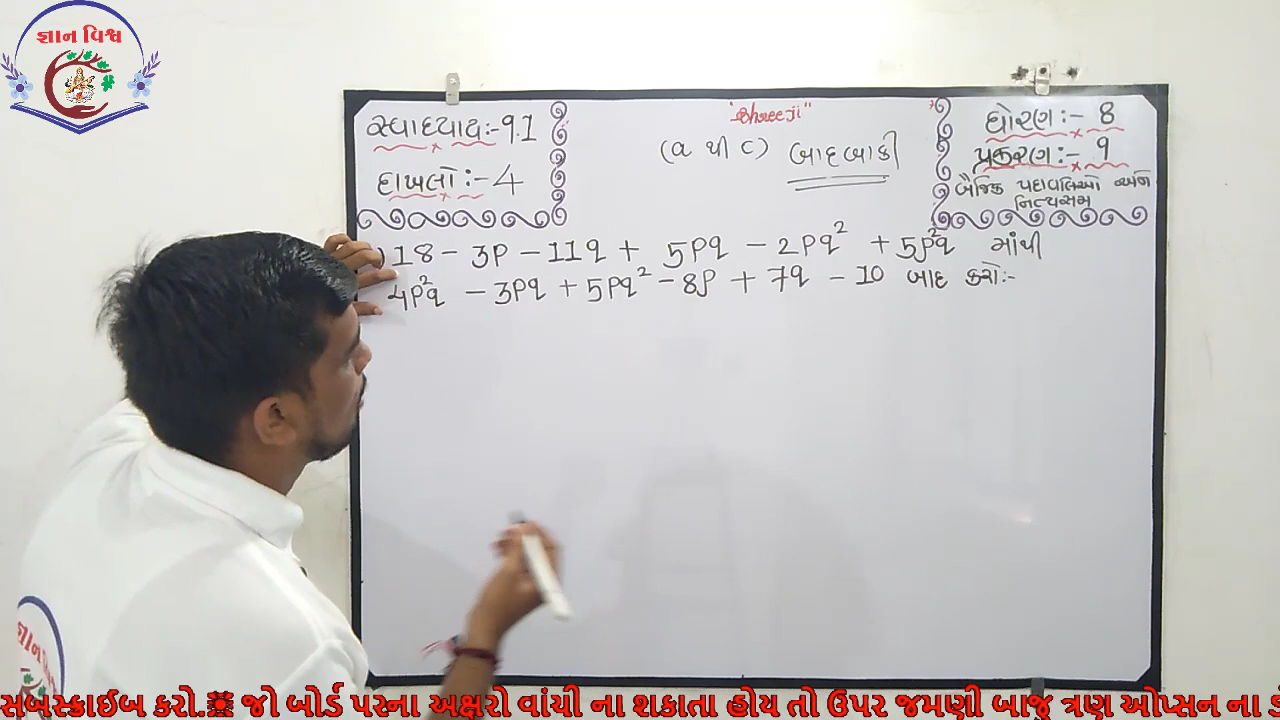 જ્ઞાન વિશ્વ
સ્વાધ્યાય:-9.1
દાખલો:-4
"Shreeji"
(a થી c) બાદબાકી
ધોરણ:- 8
પ્રકરણ:- 9
બૈજિક પદાવલિઓ અને
નિત્યસમ
) 18 - 3p - 11q + 5pq - 2pq² + 5p²q માંથી
4p²q - 3pq + 5pq² - 8p + 7q - 10 બાદ કરો:-
સબસ્ક્રાઈબ કરો. જો બોર્ડ પરના અક્ષરો વાંચી ના શકાતા હોય તો ઉપર જમણી બાજુ ત્રણ ઓપ્સન ના